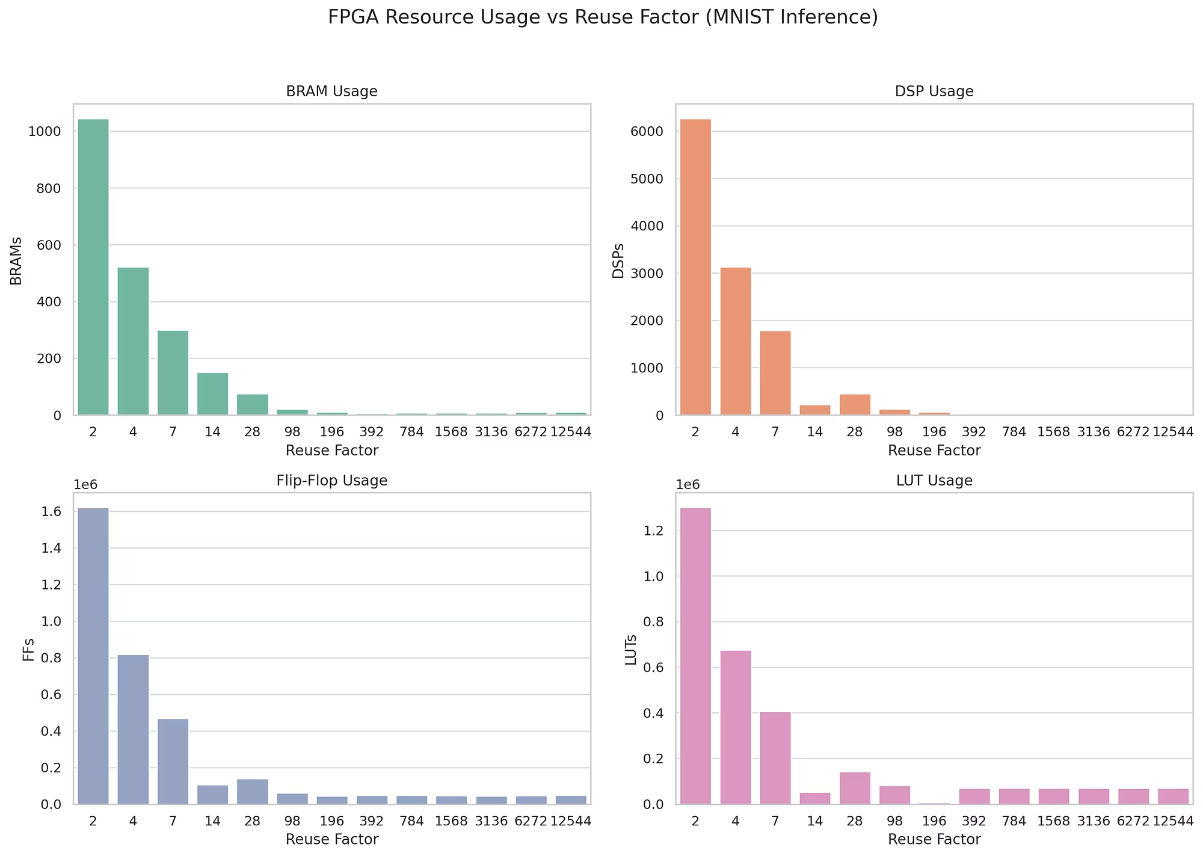 FPGA Resource Usage vs Reuse Factor (MNIST Inference)
BRAM Usage
BRAMs
1000
800
600
400
200
0
2 4 7 14 28 98 196 392 784 1568 3136 6272 12544
Reuse Factor
DSP Usage
DSPs
6000
5000
4000
3000
2000
1000
0
2 4 7 14 28 98 196 392 784 1568 3136 6272 12544
Reuse Factor
Flip-Flop Usage
1e6
FFs
1.6
1.4
1.2
1.0
0.8
0.6
0.4
0.2
0.0
2 4 7 14 28 98 196 392 784 1568 3136 6272 12544
Reuse Factor
LUT Usage
1e6
LUTs
1.2
1.0
0.8
0.6
0.4
0.2
0.0
2 4 7 14 28 98 196 392 784 1568 3136 6272 12544
Reuse Factor